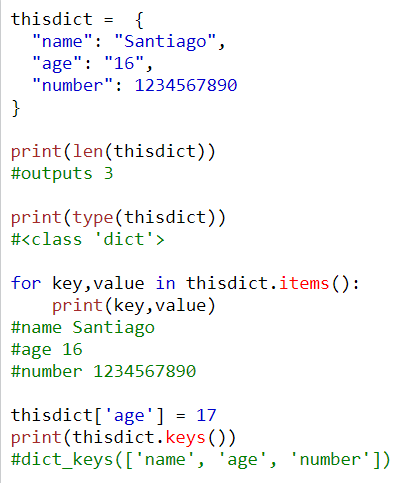 thisdict =  {
  "name": "Santiago",
  "age": "16",
  "number": 1234567890
}

print(len(thisdict))
#outputs 3

print(type(thisdict))
#<class 'dict'>

for key,value in thisdict.items():
    print(key,value)
#name Santiago
#age 16
#number 1234567890

thisdict['age'] = 17
print(thisdict.keys())
#dict_keys(['name', 'age', 'number'])